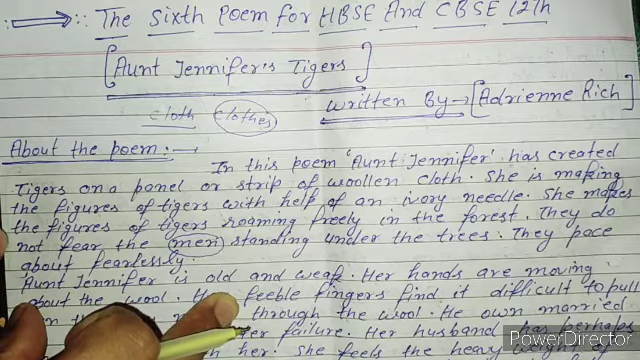 The Sixth Poem for HBSE And CBSE 12th
[Aunt Jennifer's Tigers]
cloth clothes written By → [Adrienne Rich]
About the poem:→
In this poem 'Aunt Jennifer' has created
Tigers on a panel or strip of woollen cloth. She is making
the figures of tigers with help of an ivory needle. She makes
the figures of tigers roaming freely in the forest. They do
not fear the men standing under the trees. They pace
about fearlessly.
Aunt Jennifer is old and weak. Her hands are moving
about the wool. Her feeble fingers find it difficult to pull
through the wool. He own married
failure. Her husband has perhaps
her. She feels the heavy weight of
PowerDirector